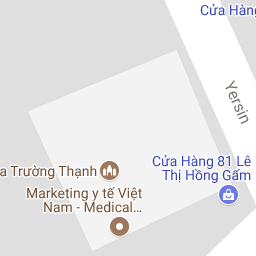 Cửa Hàng
Yersin
Cửa Hàng 81 Lê
Thị Hồng Gấm
a Trường Thạnh
Marketing y tế Việt
Nam - Medical...